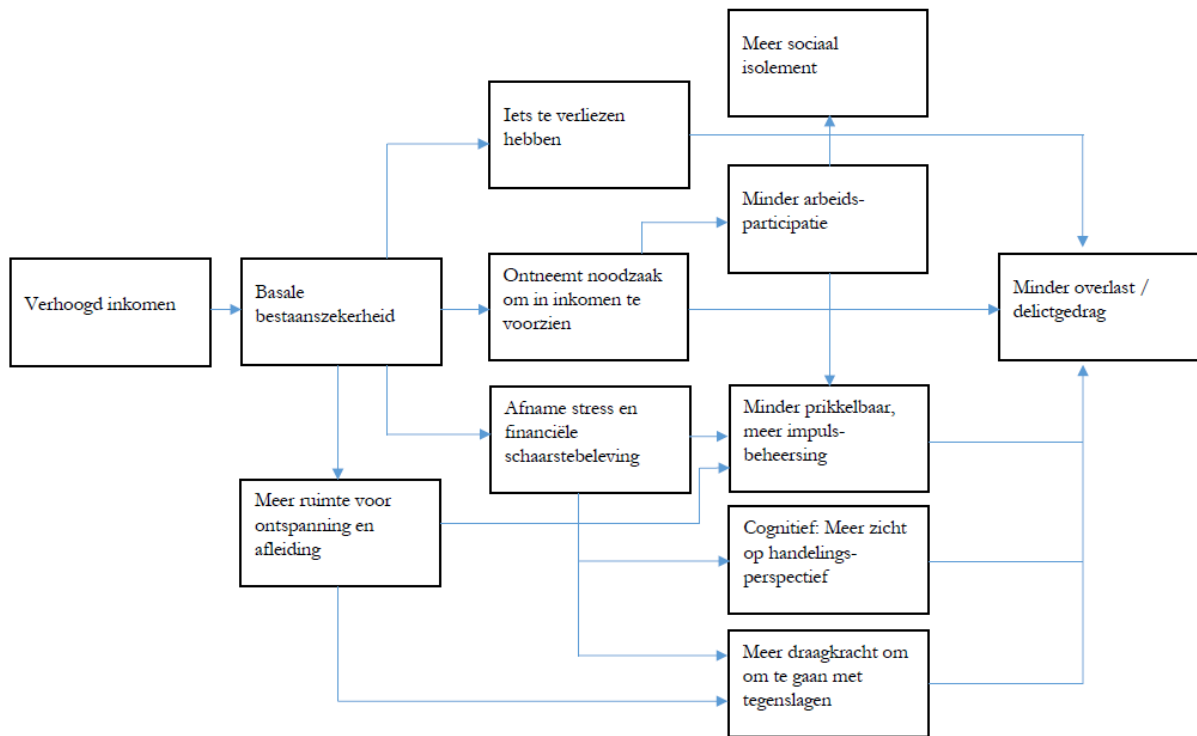 Meer sociaal
isolement
Iets te verliezen
hebben
Minder arbeids-
participatie
Verhoogd inkomen
Basale
bestaanszekerheid
Ontneemt noodzaak
om in inkomen te
voorzien
Minder overlast /
delictgedrag
Afname stress en
financiële
schaarstebeleving
Minder prikkelbaar,
meer impuls-
beheersing
Meer ruimte voor
ontspanning en
afleiding
Cognitief: Meer zicht
op handelings-
perspectief
Meer draagkracht om
om te gaan met
tegenslagen